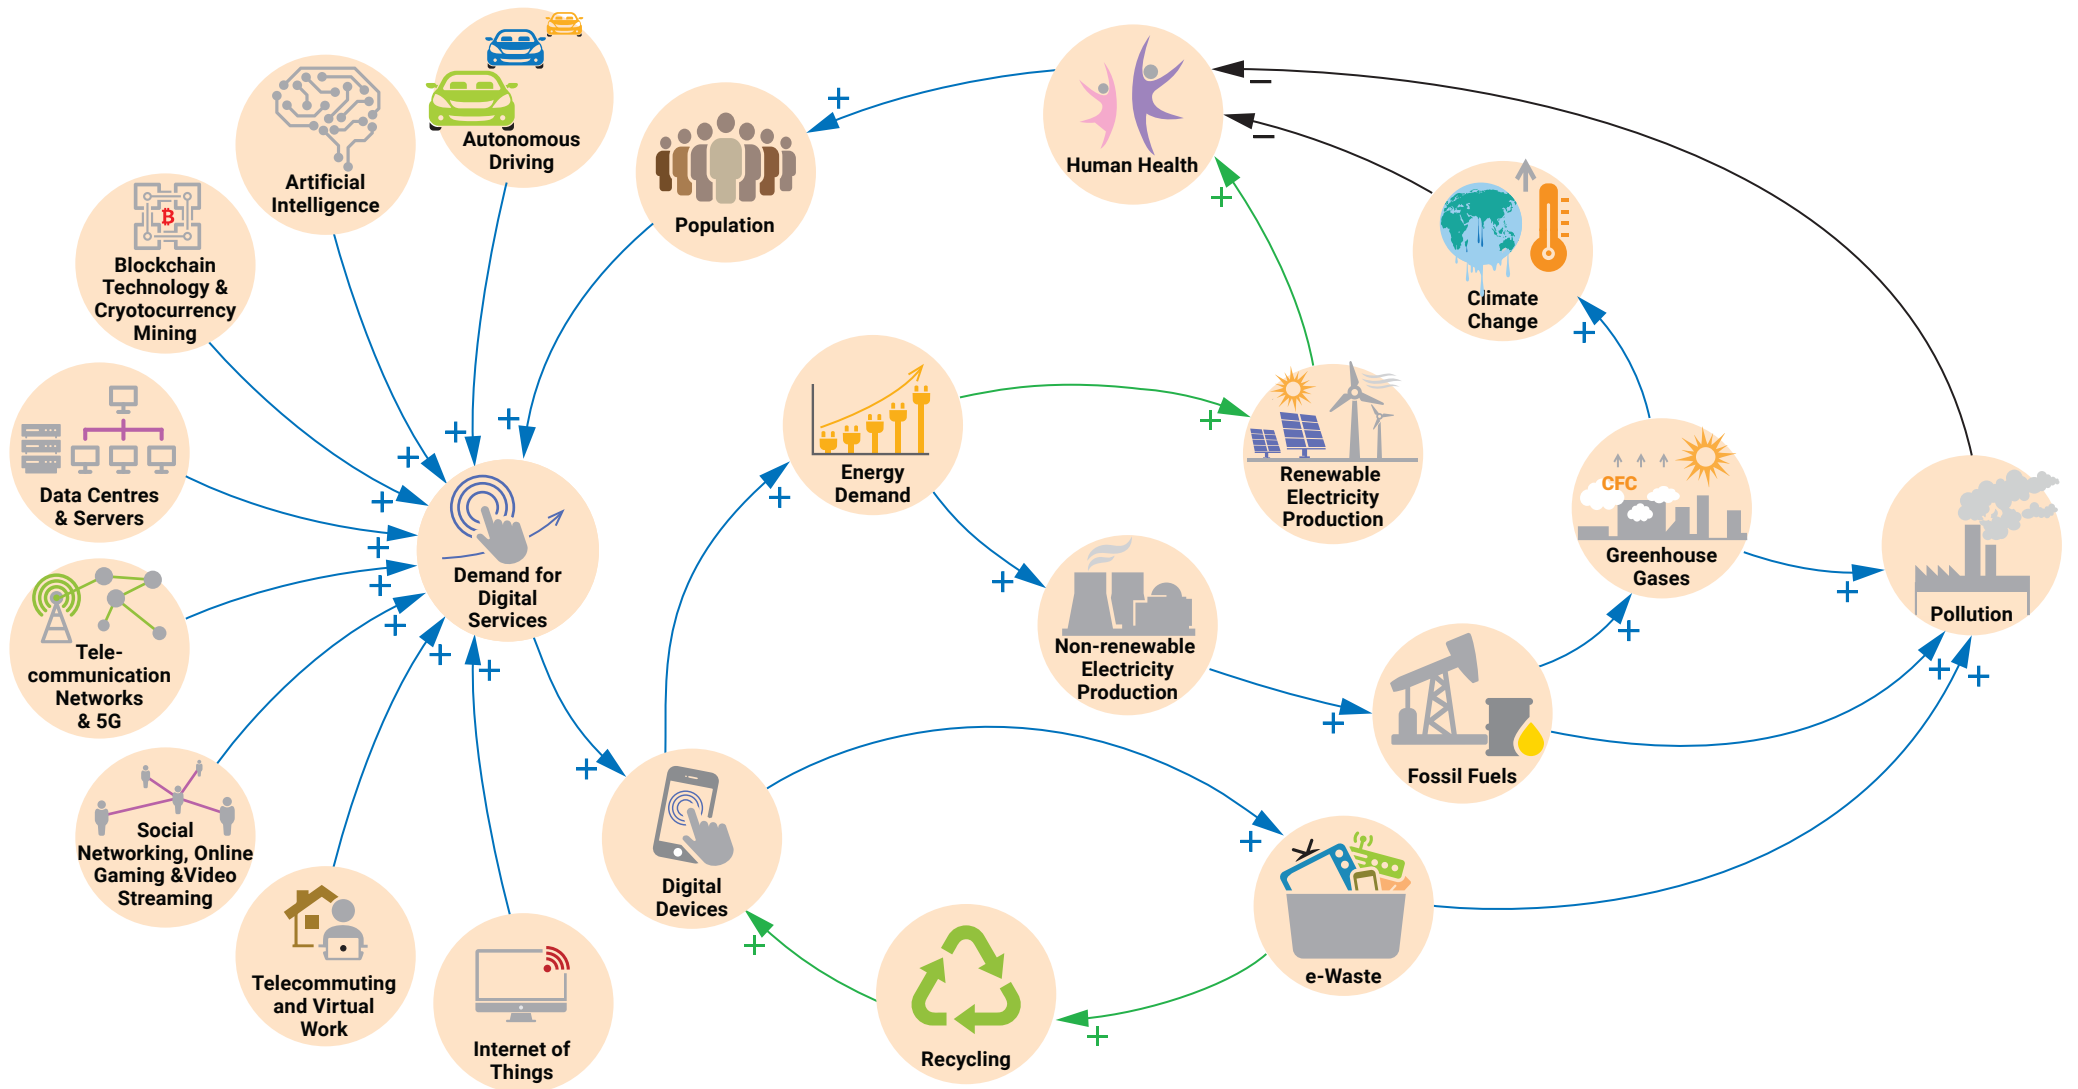 Autonomous
Driving
Artificial
Intelligence
Blockchain
Technology &
Cryotocurrency
Mining
Data Centres
& Servers
Tele-
communication
Networks
& 5G
Social
Networking, Online
Gaming &Video
Streaming
Telecommuting
and Virtual
Work
Internet of
Things
Demand for
Digital
Services
Population
Human Health
Climate
Change
Energy
Demand
Renewable
Electricity
Production
Non-renewable
Electricity
Production
CFC
Greenhouse
Gases
Pollution
Fossil Fuels
Digital
Devices
e-Waste
Recycling